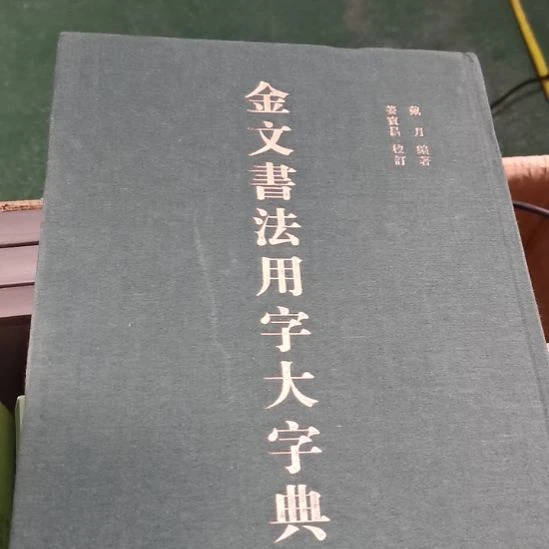 戴月 編著
姜寶昌 校訂
金文書法用字大字典